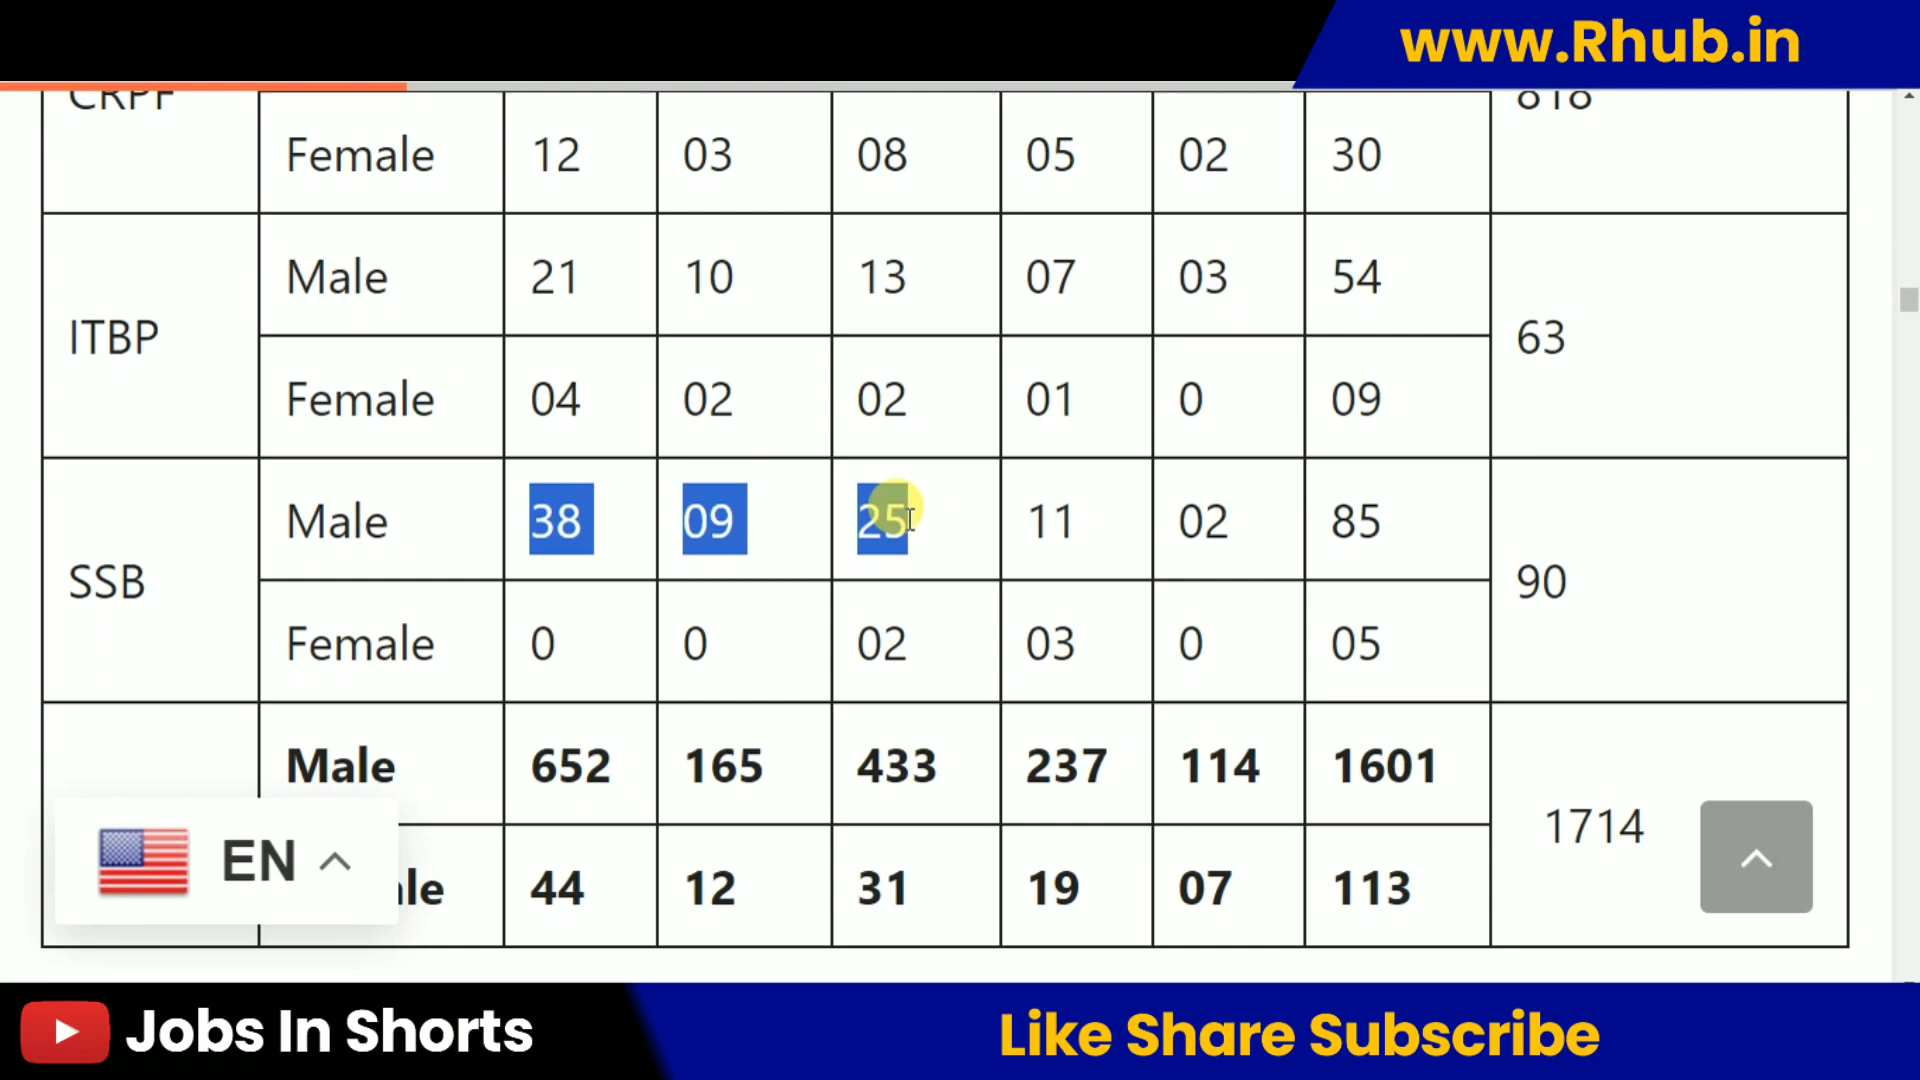 www.Rhub.in
CRPF 818
Female 12 03 08 05 02 30
Male 21 10 13 07 03 54
ITBP 63
Female 04 02 02 01 0 09
Male 38 09 25 11 02 85
SSB 90
Female 0 0 02 03 0 05
Male 652 165 433 237 114 1601
1714
EN
ale 44 12 31 19 07 113
Jobs In Shorts
Like Share Subscribe